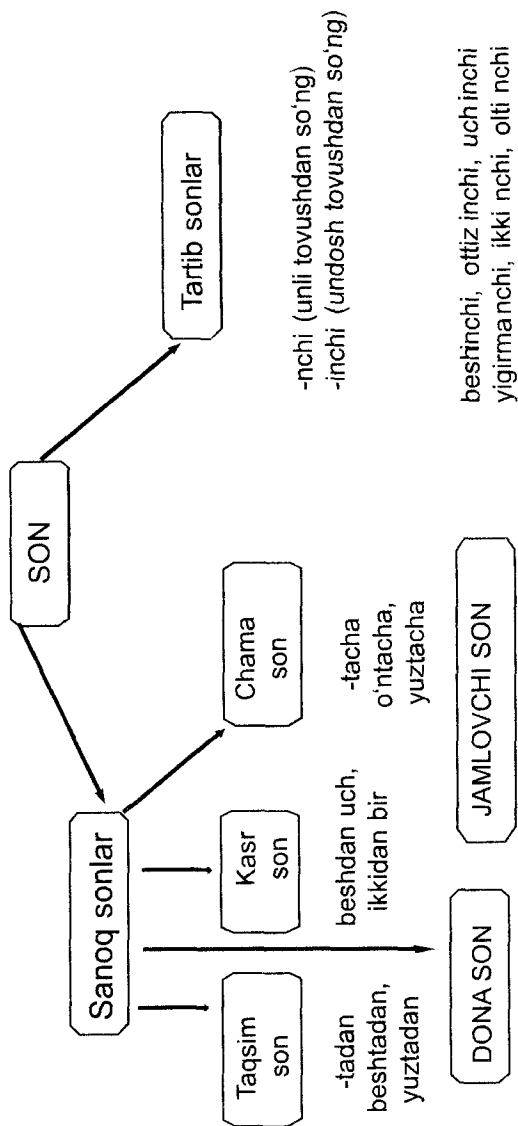 SON
Sanoq sonlar
Tartib sonlar
Taqsim
son
Kasr
son
Chama
son
-nchi (unli tovushdan so‘ng)
-inchi (undosh tovushdan so‘ng)
-tadan
beshtadan,
yuztadan
beshdan uch,
ikkidan bir
-tacha
o‘ntacha,
yuztacha
DONA SON
JAMLOVCHI SON
beshinchi, ottiz inchi, uch inchi
yigirma nchi, ikki nchi, olti nchi